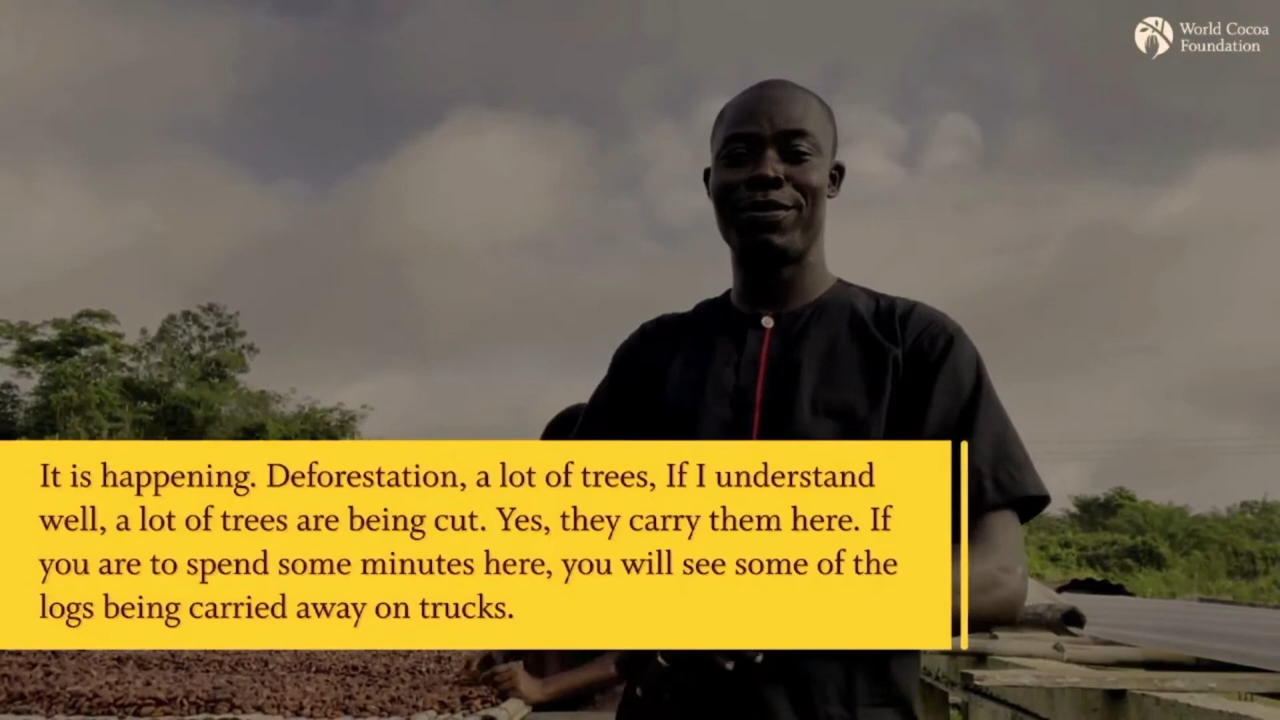 World Cocoa
Foundation
It is happening. Deforestation, a lot of trees, If I understand
well, a lot of trees are being cut. Yes, they carry them here. If
you are to spend some minutes here, you will see some of the
logs being carried away on trucks.